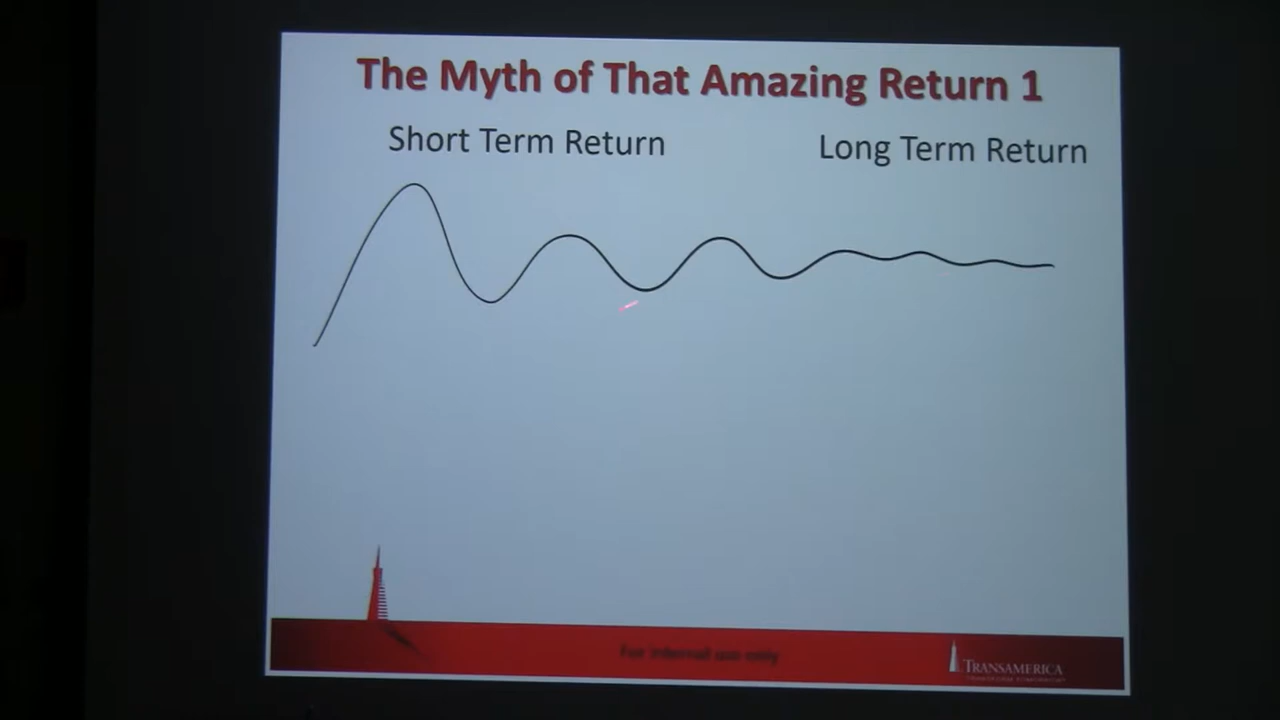 The Myth of That Amazing Return 1
Short Term Return
Long Term Return
For internal use only
TRANSAMERICA